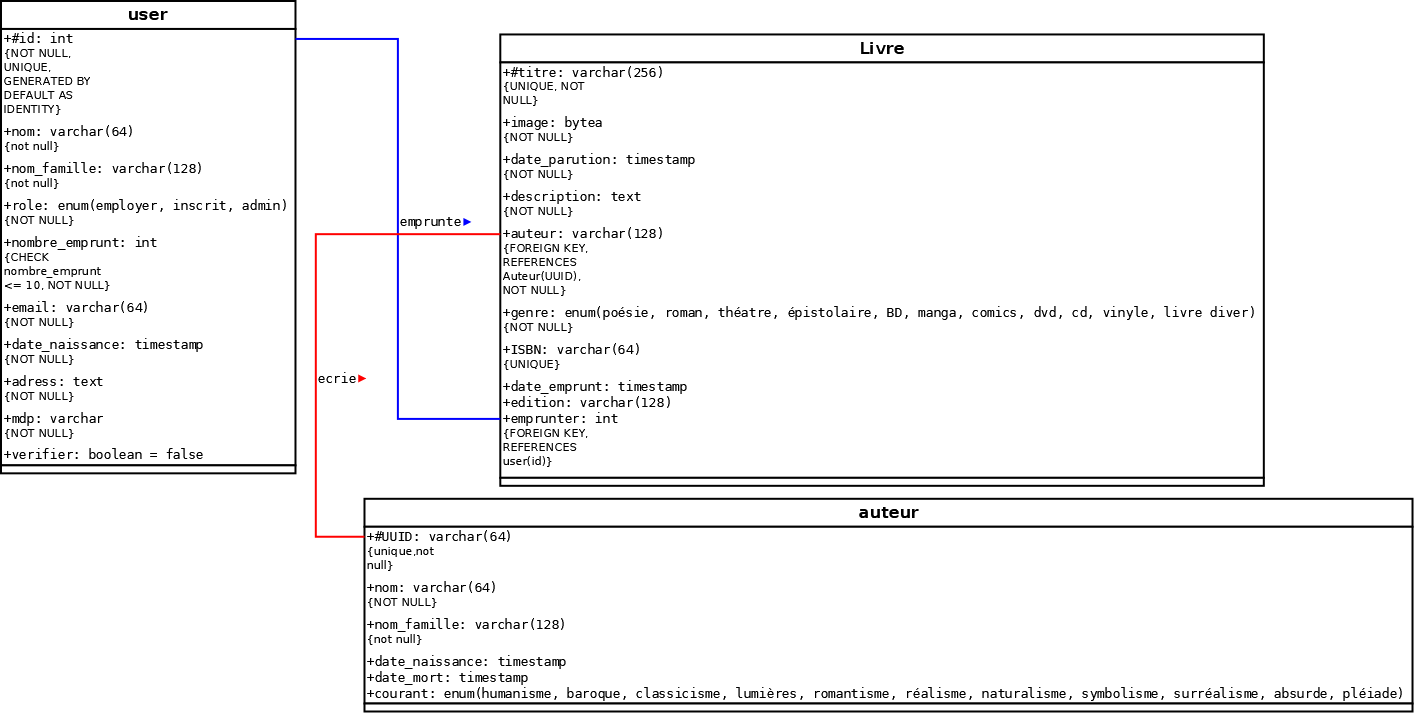 user
+#id: int
{NOT NULL,
UNIQUE,
GENERATED BY
DEFAULT AS
IDENTITY}
+nom: varchar(64)
{not null}
+nom_famille: varchar(128)
{not null}
+role: enum(employer, inscrit, admin)
{NOT NULL}
+nombre_emprunt: int
{CHECK
nombre_emprunt
<= 10, NOT NULL}
+email: varchar(64)
{NOT NULL}
+date_naissance: timestamp
{NOT NULL}
+adress: text
{NOT NULL}
+mdp: varchar
{NOT NULL}
+verifier: boolean = false
emprunte
ecrie
Livre
+#titre: varchar(256)
{UNIQUE, NOT
NULL}
+image: bytea
{NOT NULL}
+date_parution: timestamp
{NOT NULL}
+description: text
{NOT NULL}
+auteur: varchar(128)
{FOREIGN KEY,
REFERENCES
Auteur(UUID),
NOT NULL}
+genre: enum(poésie, roman, théatre, épistolaire, BD, manga, comics, dvd, cd, vinyle, livre diver)
{NOT NULL}
+ISBN: varchar(64)
{UNIQUE}
+date_emprunt: timestamp
+edition: varchar(128)
+emprunter: int
{FOREIGN KEY,
REFERENCES
user(id)}
auteur
+#UUID: varchar(64)
{unique,not
null}
+nom: varchar(64)
{NOT NULL}
+nom_famille: varchar(128)
{not null}
+date_naissance: timestamp
+date_mort: timestamp
+courant: enum(humanisme, baroque, classicisme, lumières, romantisme, réalisme, naturalisme, symbolisme, surréalisme, absurde, pléiade)